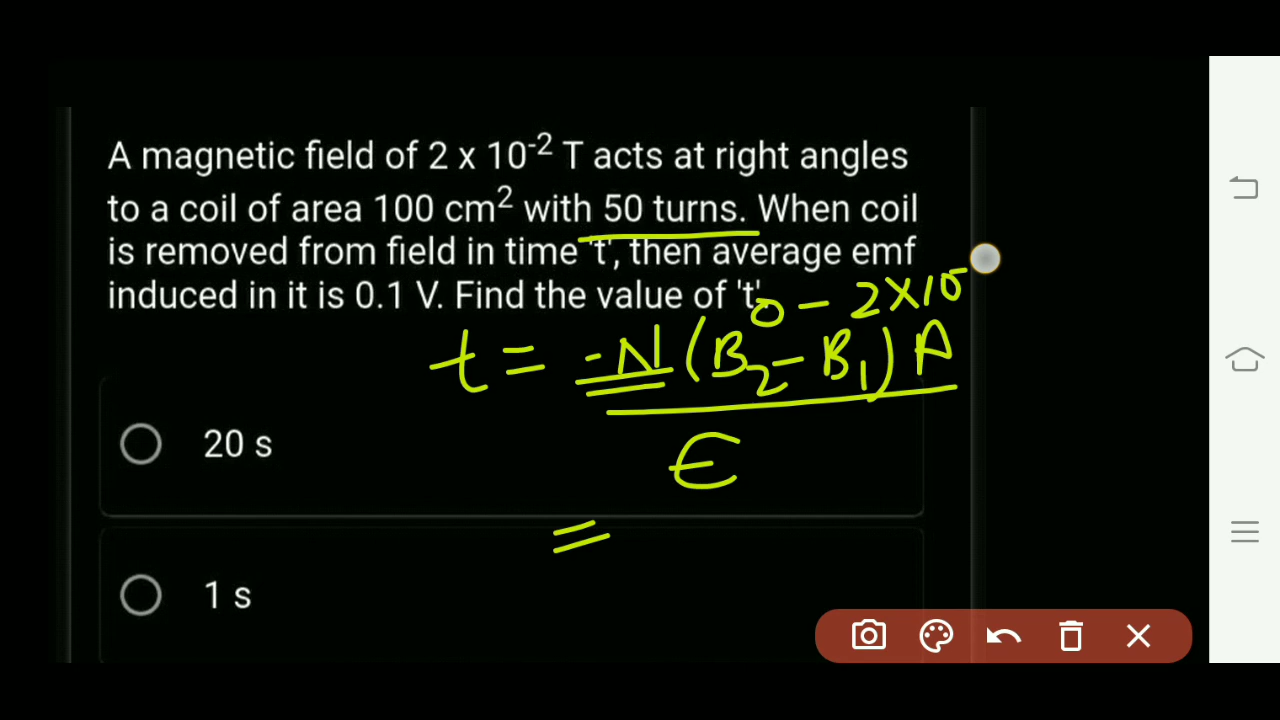 A magnetic field of 2 x 10⁻² T acts at right angles
to a coil of area 100 cm² with 50 turns. When coil
is removed from field in time 't', then average emf
induced in it is 0.1 V. Find the value of 't'.
0 - 2×10⁻
t = -N (B₂ - B₁) A
ϵ
=
20 s
1 s